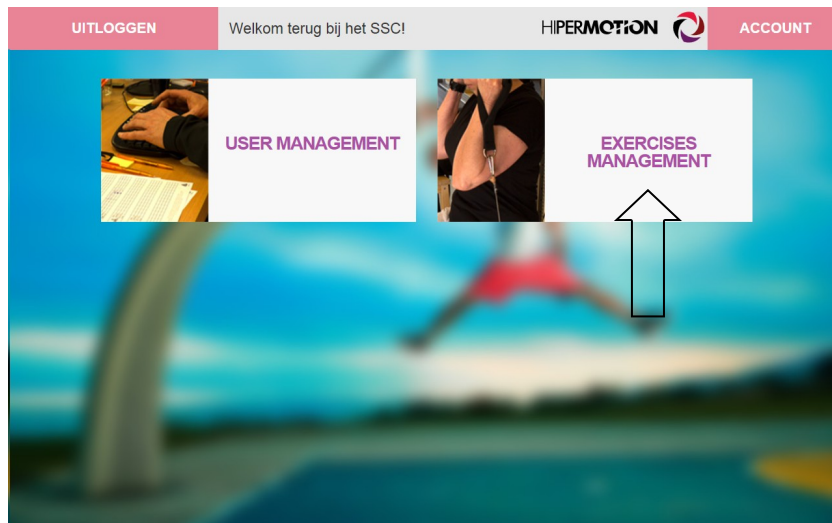 UITLOGGEN
Welkom terug bij het SSC!
HIPERMOTION
ACCOUNT
USER MANAGEMENT
EXERCISES
MANAGEMENT